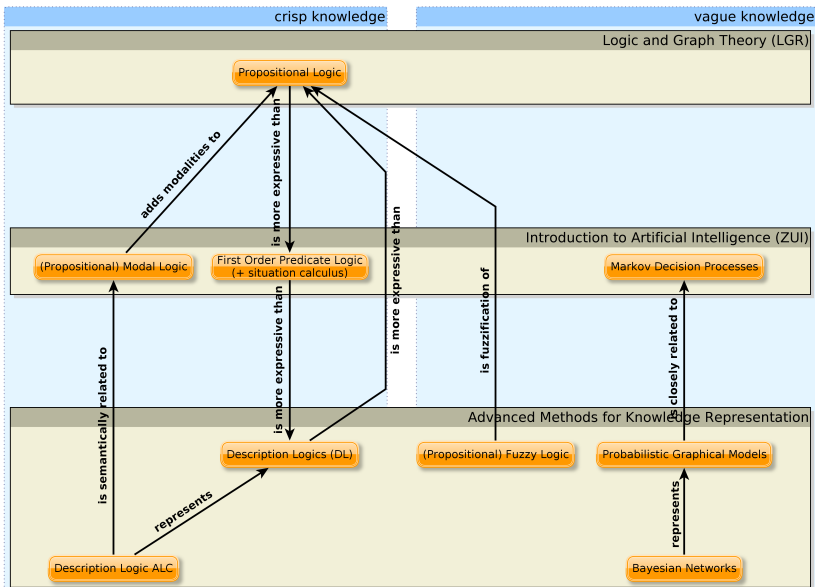 crisp knowledge
vague knowledge
Logic and Graph Theory (LGR)
Propositional Logic
adds modalities to
is more expressive than
is more expressive than
is fuzzification of
Introduction to Artificial Intelligence (ZUI)
(Propositional) Modal Logic
First Order Predicate Logic
(+ situation calculus)
Markov Decision Processes
is semantically related to
is more expressive than
is closely related to
Advanced Methods for Knowledge Representation
Description Logics (DL)
(Propositional) Fuzzy Logic
Probabilistic Graphical Models
represents
represents
Description Logic ALC
Bayesian Networks